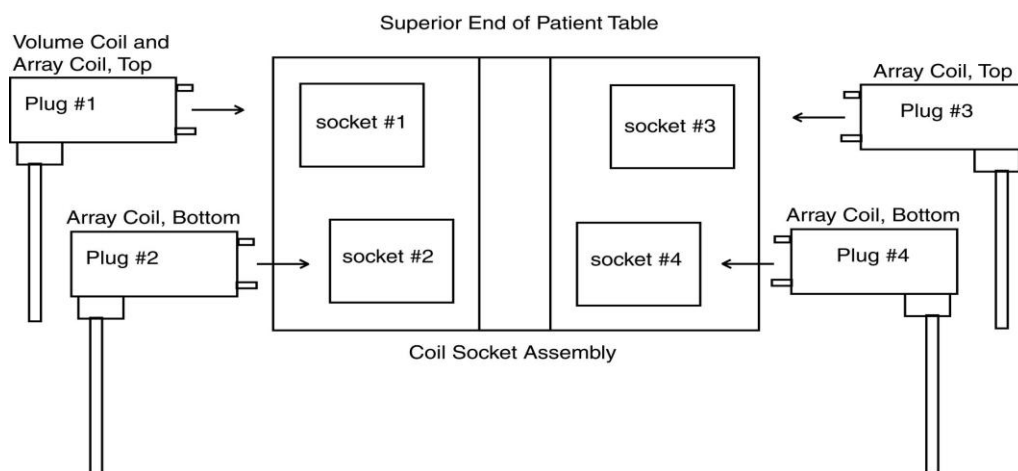 Superior End of Patient Table
Volume Coil and
Array Coil, Top
Plug #1
socket #1
socket #3
Array Coil, Top
Plug #3
Array Coil, Bottom
Plug #2
socket #2
socket #4
Array Coil, Bottom
Plug #4
Coil Socket Assembly